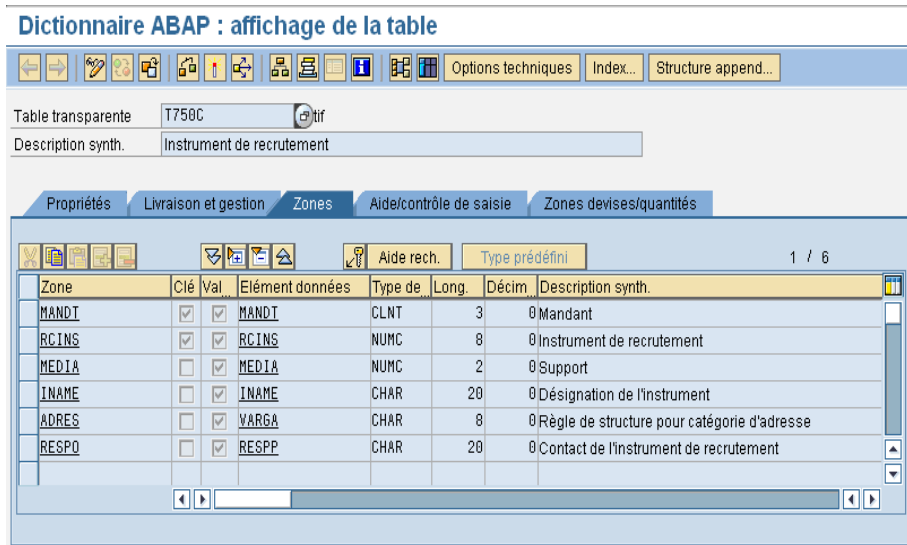 Dictionnaire ABAP : affichage de la table
Options techniques Index... Structure append...
Table transparente T750C tif
Description synth. Instrument de recrutement
Propriétés Livraison et gestion Zones Aide/contrôle de saisie Zones devises/quantités
Aide rech. Type prédéfini 1 / 6
Zone Clé Val... Elément données Type de... Long. Décim... Description synth.
MANDT MANDT CLNT 3 0 Mandant
RCINS RCINS NUMC 8 0 Instrument de recrutement
MEDIA MEDIA NUMC 2 0 Support
INAME INAME CHAR 20 0 Désignation de l'instrument
ADRES VARGA CHAR 8 0 Règle de structure pour catégorie d'adresse
RESPO RESPP CHAR 20 0 Contact de l'instrument de recrutement